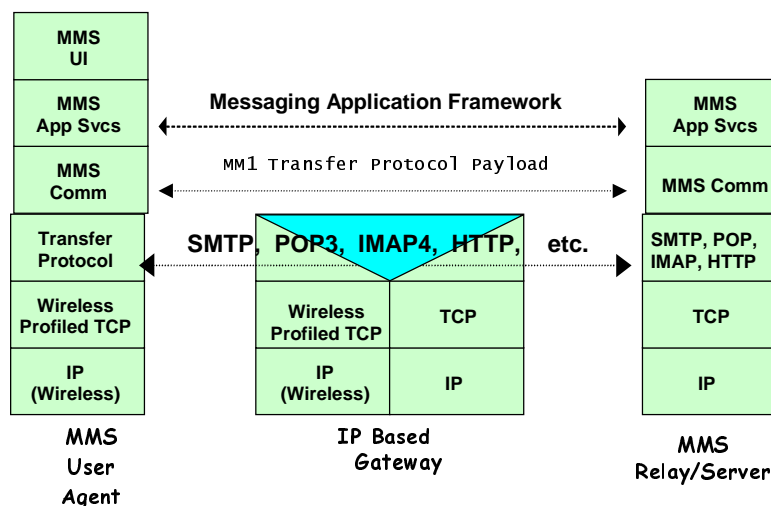 MMS
UI
MMS
App Svcs
MMS
Comm
Transfer
Protocol
Wireless
Profiled TCP
IP
(Wireless)
MMS
User
Agent
Messaging Application Framework
MM1 Transfer Protocol Payload
SMTP, POP3, IMAP4, HTTP, etc.
Wireless
Profiled TCP
TCP
IP
(Wireless)
IP
IP Based
Gateway
MMS
App Svcs
MMS Comm
SMTP, POP,
IMAP, HTTP
TCP
IP
MMS
Relay/Server